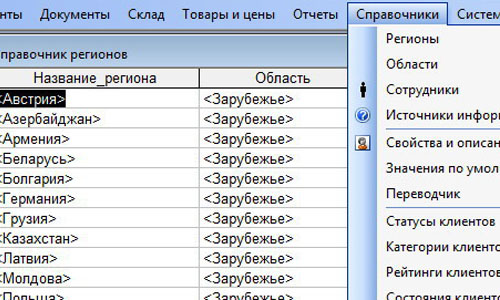 нты Документы Склад Товары и цены Отчеты Справочники Систем
справочник регионов
Название_региона Область
<Австрия> <Зарубежье>
<Азербайджан> <Зарубежье>
<Армения> <Зарубежье>
<Беларусь> <Зарубежье>
<Болгария> <Зарубежье>
<Германия> <Зарубежье>
<Грузия> <Зарубежье>
<Казахстан> <Зарубежье>
<Латвия> <Зарубежье>
<Молдова> <Зарубежье>
<Польша> <Зарубежье>
Регионы
Области
Сотрудники
Источники инфор
Свойства и описан
Значения по умол
Переводчик
Статусы клиентов
Категории клиенто
Рейтинги клиентов
Состояния клиенто